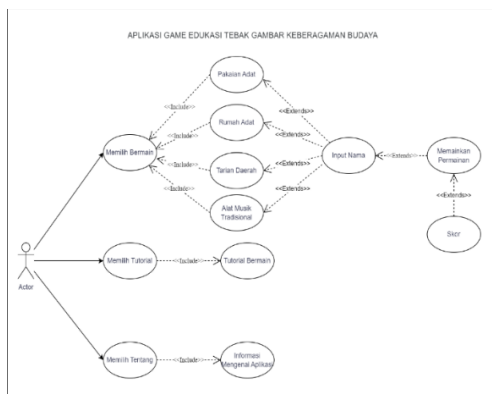 APLIKASI GAME EDUKASI TEBAK GAMBAR KEBERAGAMAN BUDAYA
Pakaian Adat
<<Include>>
<<Extends>>
Rumah Adat
<<Include>>
<<Extends>>
Memilih Bermain
Input Nama
<<Extends>>
Memainkan
Permainan
<<Include>>
Tarian Daerah
<<Extends>>
<<Include>>
Alat Musik
Tradisional
<<Extends>>
<<Extends>>
Skor
Actor
Memilih Tutorial
<<Include>>
Tutorial Bermain
Memilih Tentang
<<Include>>
Informasi
Mengenai Aplikasi